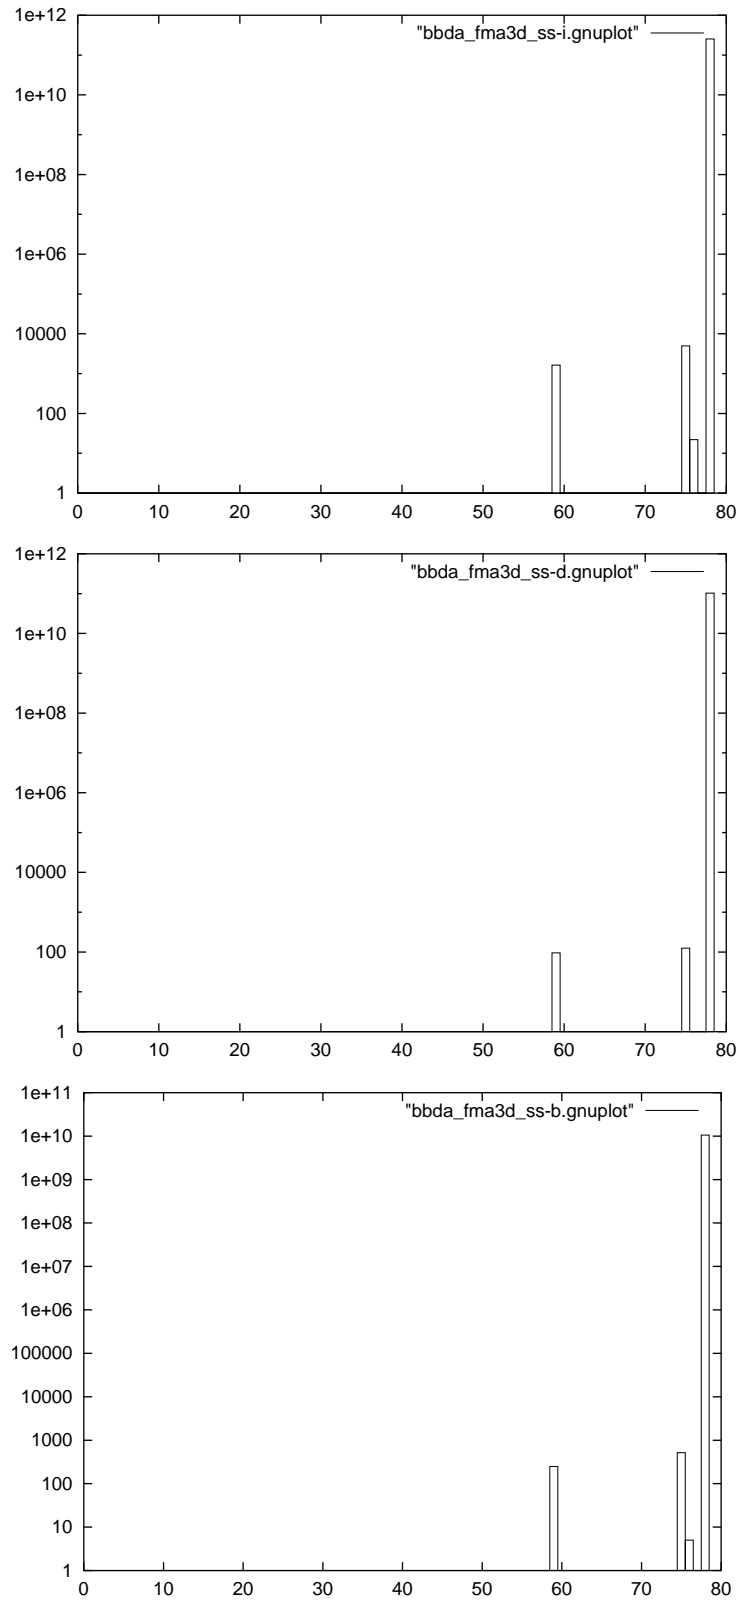 1e+12
"bbda_fma3d_ss-i.gnuplot"
1e+10
1e+08
1e+06
10000
100
1
0 10 20 30 40 50 60 70 80
1e+12
"bbda_fma3d_ss-d.gnuplot"
1e+10
1e+08
1e+06
10000
100
1
0 10 20 30 40 50 60 70 80
1e+11
"bbda_fma3d_ss-b.gnuplot"
1e+10
1e+09
1e+08
1e+07
1e+06
100000
10000
1000
100
10
1
0 10 20 30 40 50 60 70 80